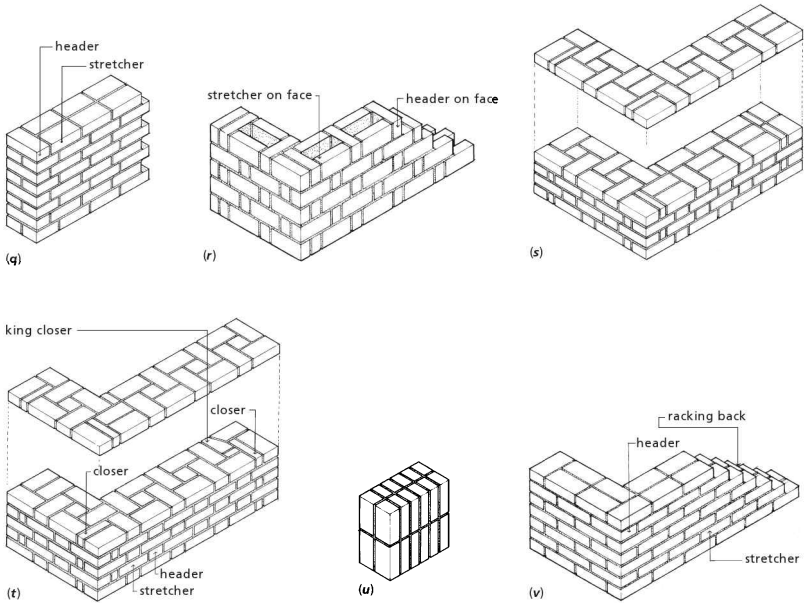 header
stretcher
(q)
stretcher on face
header on face
(r)
(s)
king closer
closer
closer
header
stretcher
(t)
(u)
racking back
header
stretcher
(v)